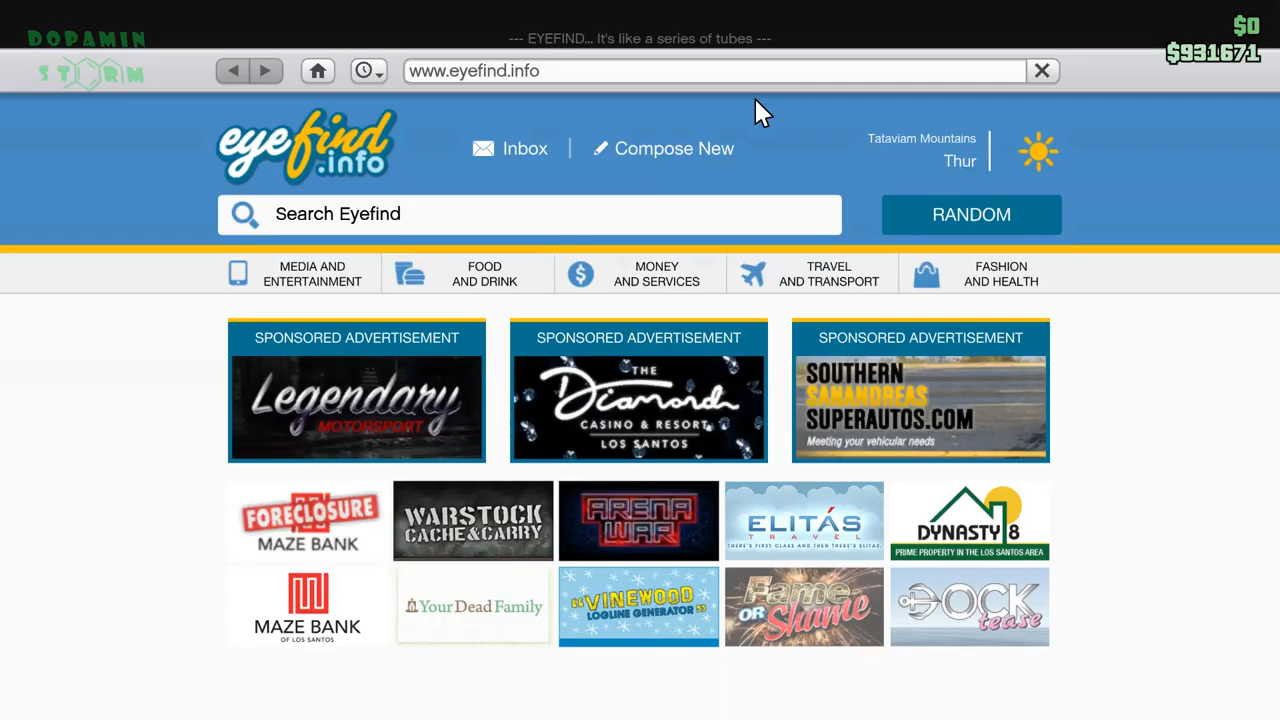 DOPAMIN
STORM
--- EYEFIND... It's like a series of tubes ---
$0
$931671
www.eyefind.info
eyefind
.info
Inbox
Compose New
Tataviam Mountains
Thur
Search Eyefind
RANDOM
MEDIA AND
ENTERTAINMENT
FOOD
AND DRINK
MONEY
AND SERVICES
TRAVEL
AND TRANSPORT
FASHION
AND HEALTH
SPONSORED ADVERTISEMENT
Legendary
MOTORSPORT
SPONSORED ADVERTISEMENT
THE
Diamond
CASINO & RESORT
LOS SANTOS
SPONSORED ADVERTISEMENT
SOUTHERN
SANANDREAS
SUPERAUTOS.COM
Meeting your vehicular needs
FORECLOSURE
MAZE BANK
WARSTOCK
CACHE&CARRY
ARENA
WAR
ELITÁS
TRAVEL
THERE'S FIRST CLASS AND THEN THERE'S ELITAS.
DYNASTY 8
PRIME PROPERTY IN THE LOS SANTOS AREA
MAZE BANK
OF LOS SANTOS
Your Dead Family
"VINEWOOD
LOGLINE GENERATOR"
Fame
OR Shame
DOCK
tease